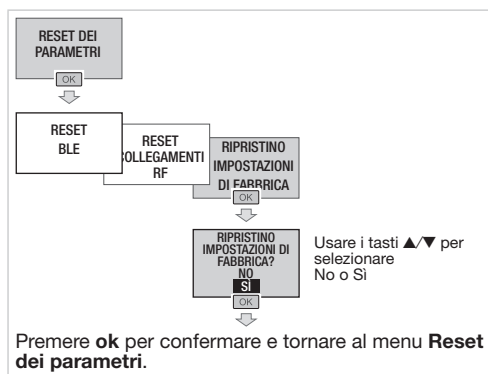 RESET DEI
PARAMETRI
OK
RESET
BLE
RESET
COLLEGAMENTI
RF
RIPRISTINO
IMPOSTAZIONI
DI FABBRICA
OK
RIPRISTINO
IMPOSTAZIONI DI
FABBRICA?
NO
SÌ
OK
Usare i tasti ▲/▼ per
selezionare
No o Sì
Premere ok per confermare e tornare al menu Reset
dei parametri.